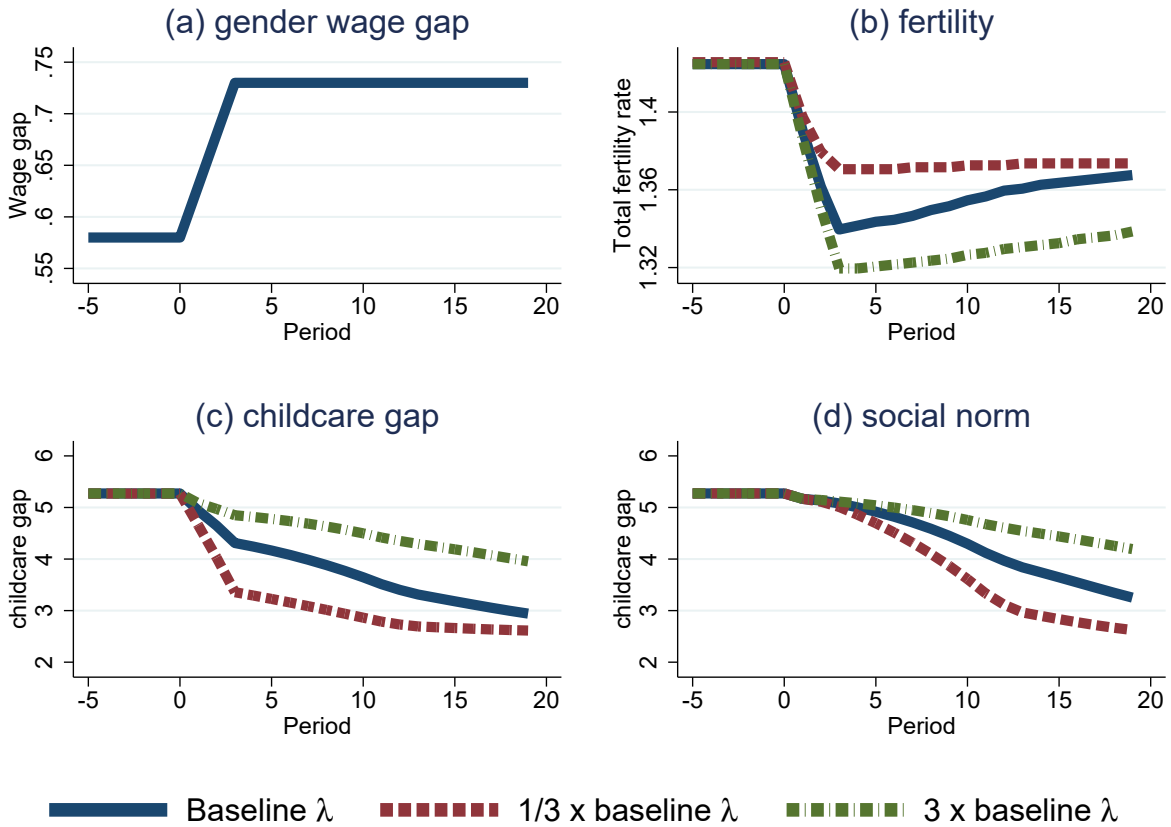 (a) gender wage gap
Wage gap
.75
.7
.65
.6
.55
-5 0 5 10 15 20
Period
(b) fertility
Total fertility rate
1.4
1.36
1.32
-5 0 5 10 15 20
Period
(c) childcare gap
childcare gap
6
5
4
3
2
-5 0 5 10 15 20
Period
(d) social norm
childcare gap
6
5
4
3
2
-5 0 5 10 15 20
Period
Baseline λ 1/3 x baseline λ 3 x baseline λ